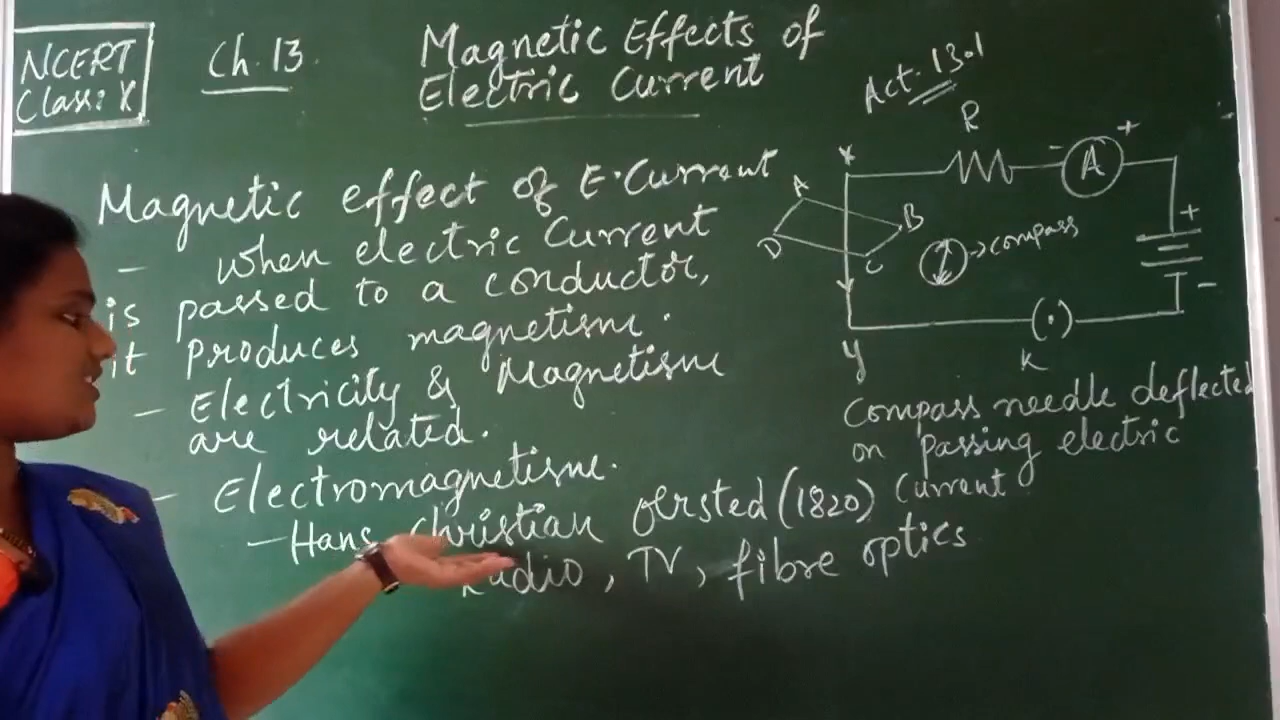 NCERT
Class: X
Ch. 13
Magnetic Effects of
Electric Current
Magnetic effect of E. Current
- when electric Current
is passed to a conductor,
it produces magnetism.
- Electricity & Magnetism
are related.
- Electromagnetism.
- Hans Christian Oersted (1820)
Radio, TV, fibre optics
Act. 13.1
R
- A +
X
A
B
D
C
→ compass
+
-
Y
K
Compass needle deflected
on passing electric
Current